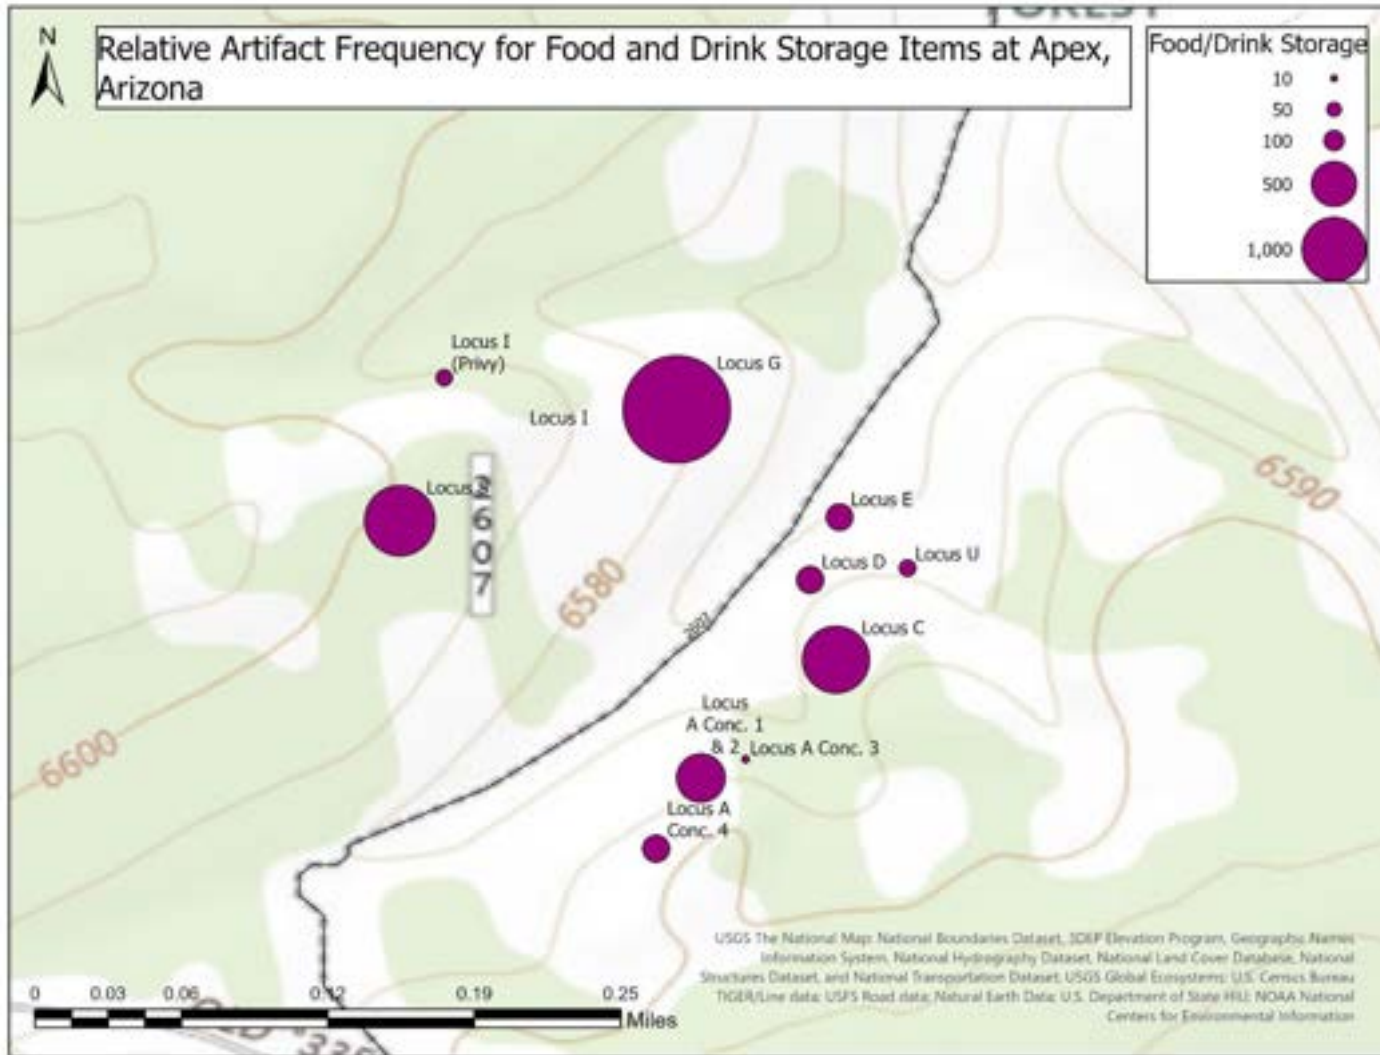 N
Relative Artifact Frequency for Food and Drink Storage Items at Apex,
Arizona
Food/Drink Storage
10
50
100
500
1,000
Locus I
(Privy)
Locus G
Locus I
Locus
2607
Locus E
Locus U
Locus D
6590
6580
2607
Locus C
Locus
A Conc. 1
& 2
Locus A Conc. 3
6600
Locus A
Conc. 4
USGS The National Map: National Boundaries Dataset, 3DEP Elevation Program, Geographic Names
Information System, National Hydrography Dataset, National Land Cover Database, National
Structures Dataset, and National Transportation Dataset; USGS Global Ecosystems; U.S. Census Bureau
TIGER/Line data; USFS Road data; Natural Earth Data; U.S. Department of State HIU; NOAA National
Centers for Environmental Information
0 0.03 0.06 0.12 0.19 0.25
Miles